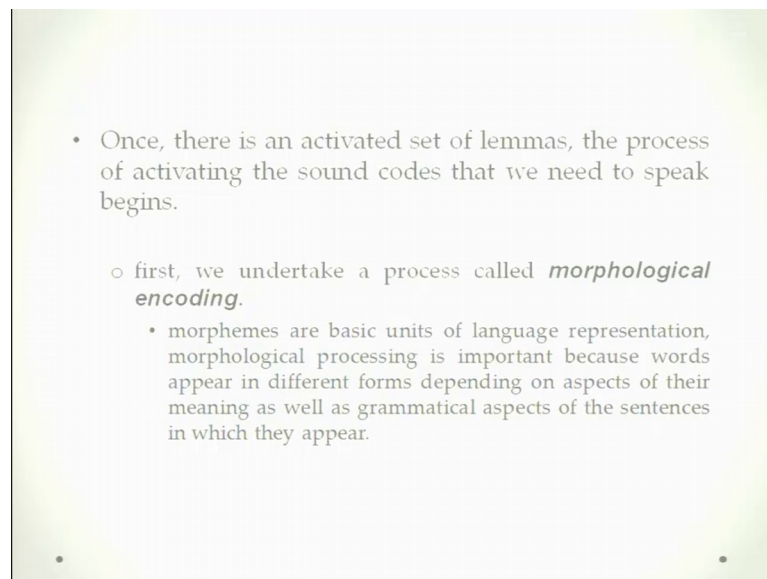 • Once, there is an activated set of lemmas, the process
of activating the sound codes that we need to speak
begins.
o first, we undertake a process called morphological
encoding.
• morphemes are basic units of language representation,
morphological processing is important because words
appear in different forms depending on aspects of their
meaning as well as grammatical aspects of the sentences
in which they appear.